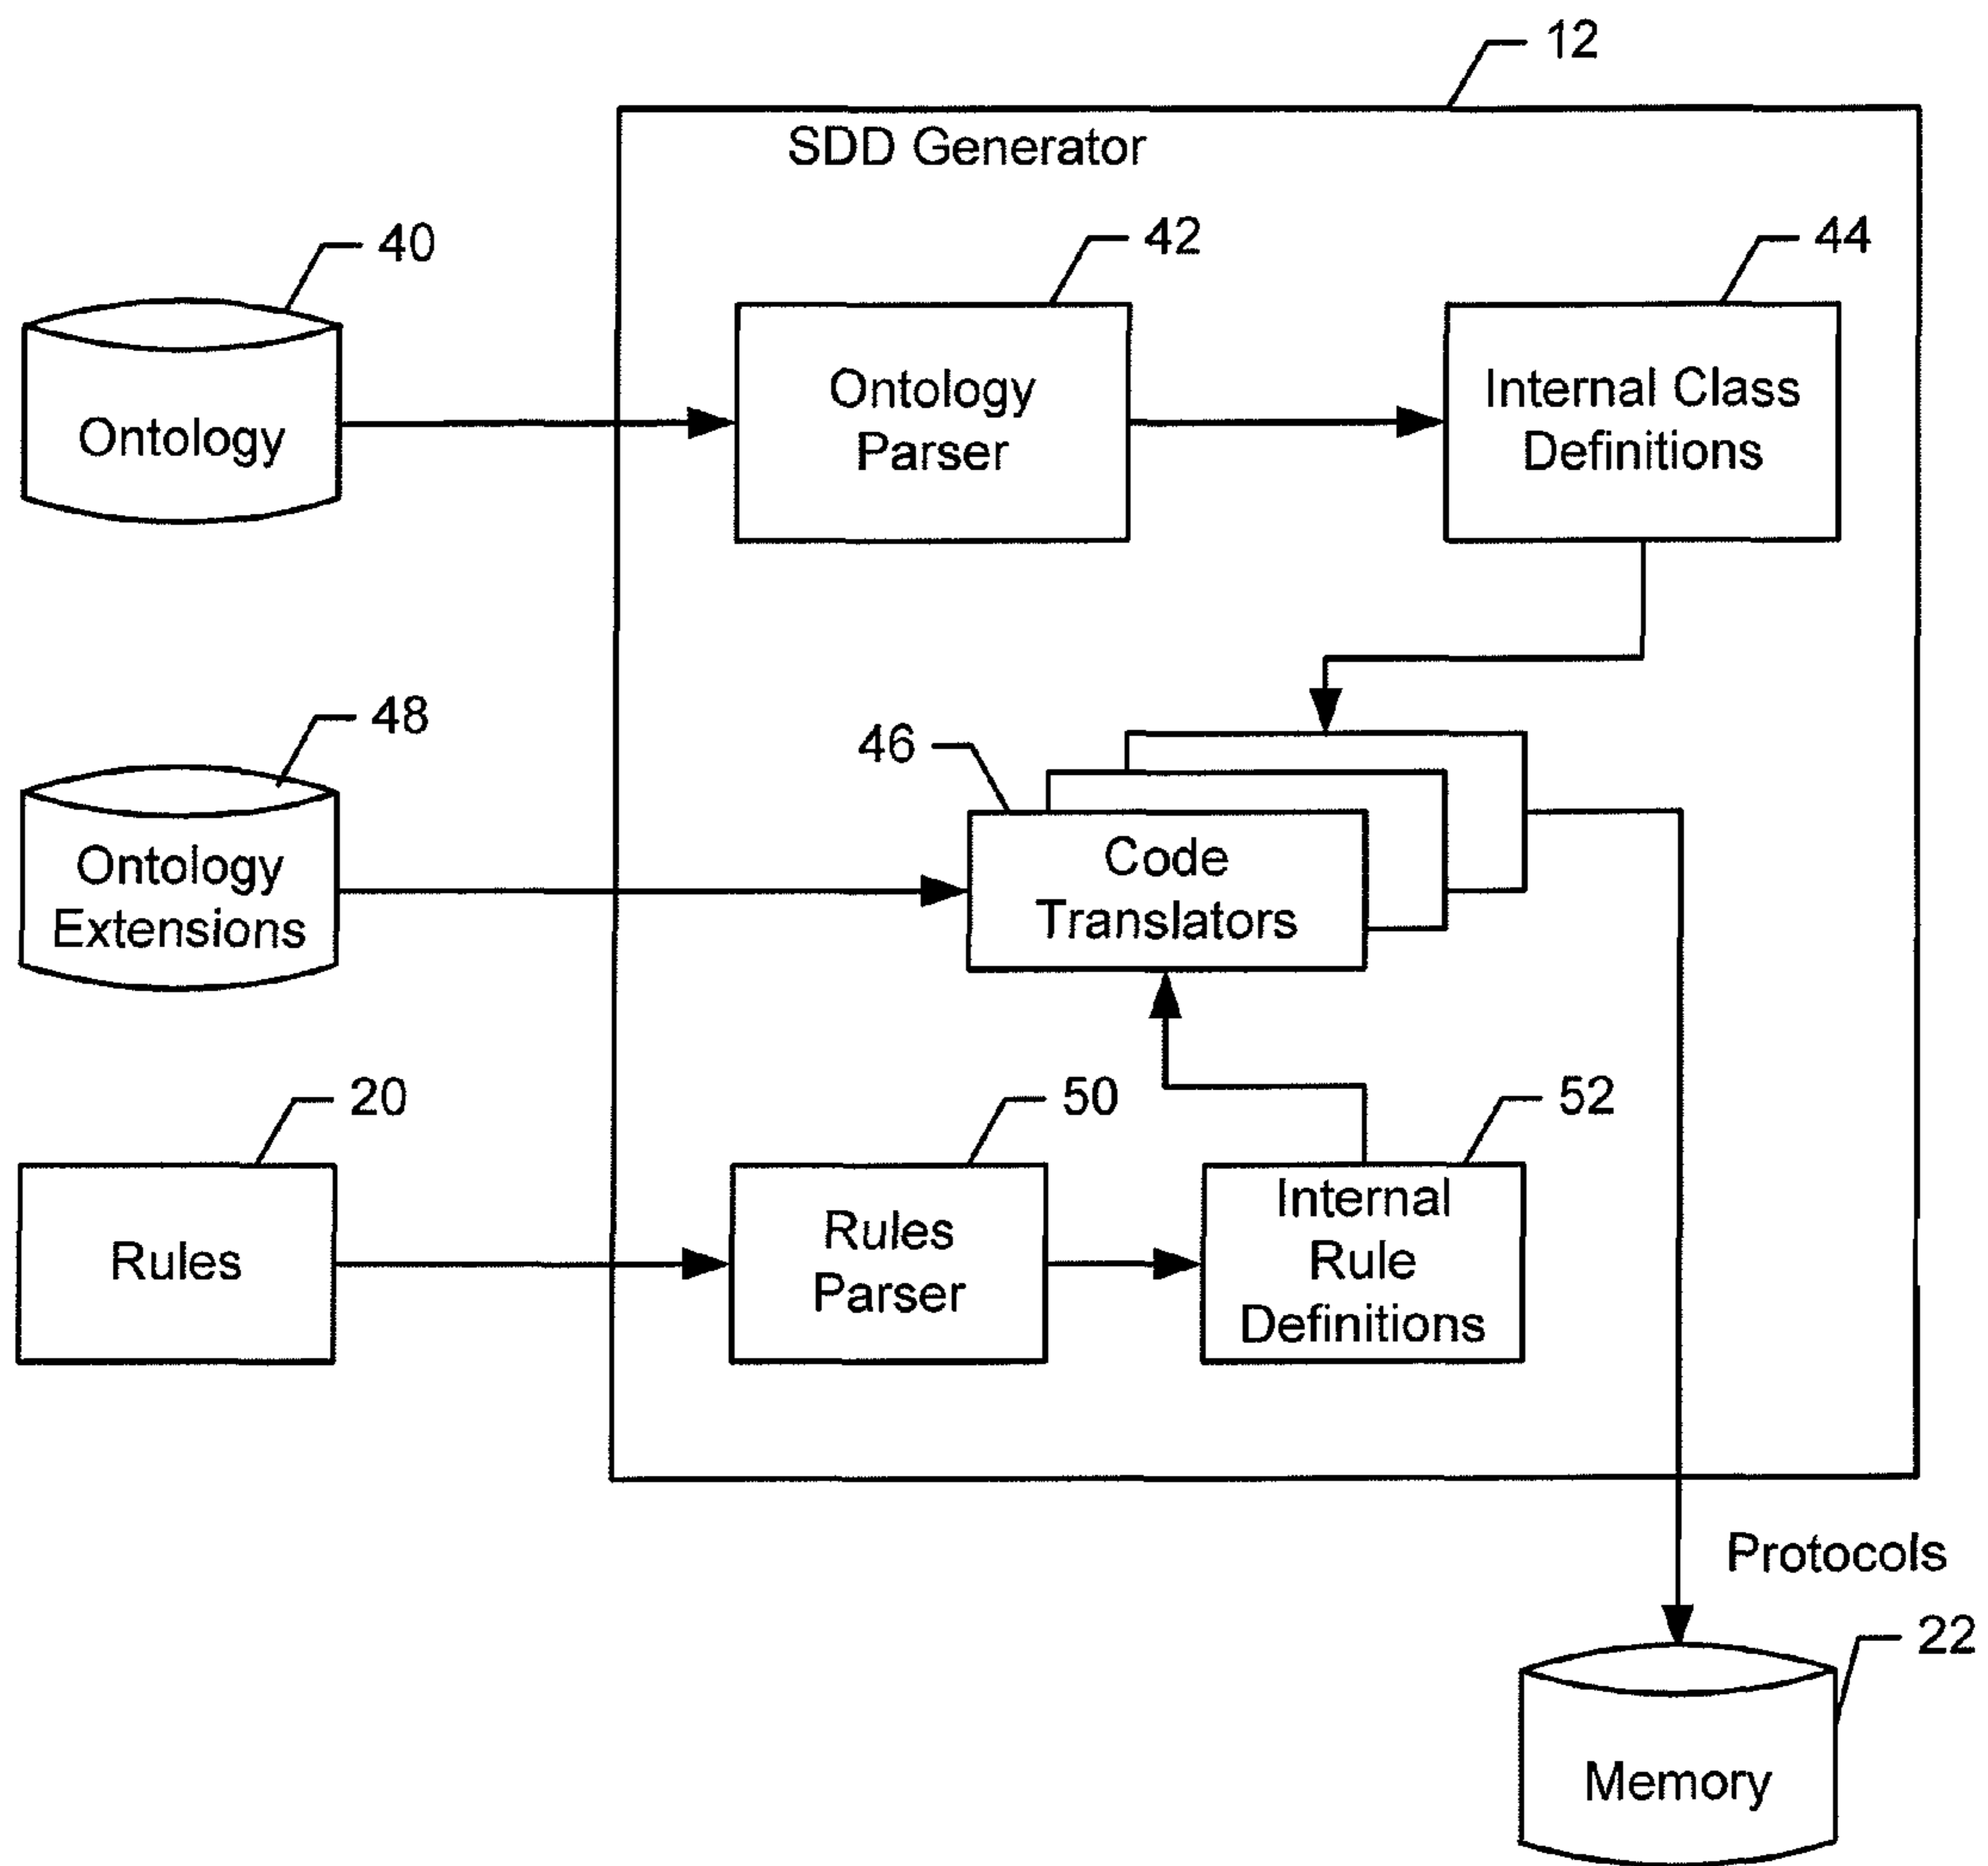 12
SDD Generator
40
42
44
Ontology
Ontology
Parser
Internal Class
Definitions
48
46
Ontology
Extensions
Code
Translators
20
50
52
Rules
Rules
Parser
Internal
Rule
Definitions
Protocols
22
Memory